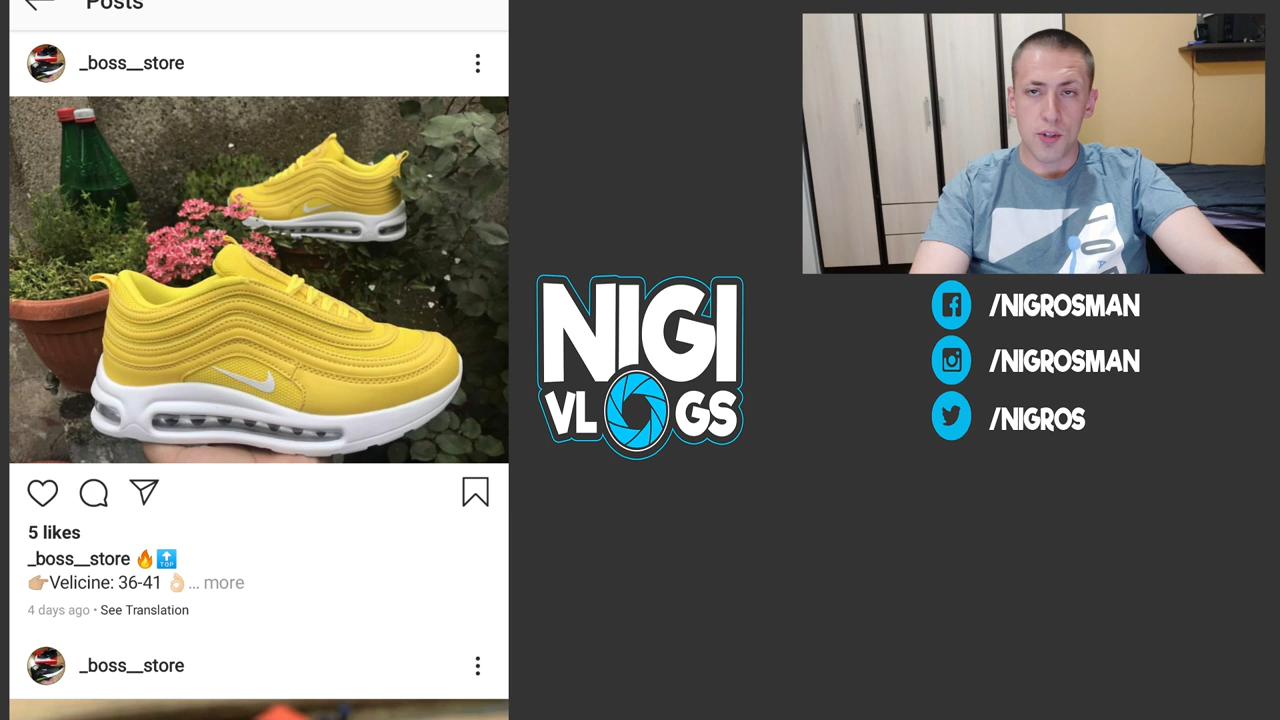 Posts
_boss__store
5 likes
_boss__store 🔥🔝
👉🏼Velicine: 36-41 👌🏼... more
4 days ago • See Translation
_boss__store
NIGI
VLOGS
/NIGROSMAN
/NIGROSMAN
/NIGROS